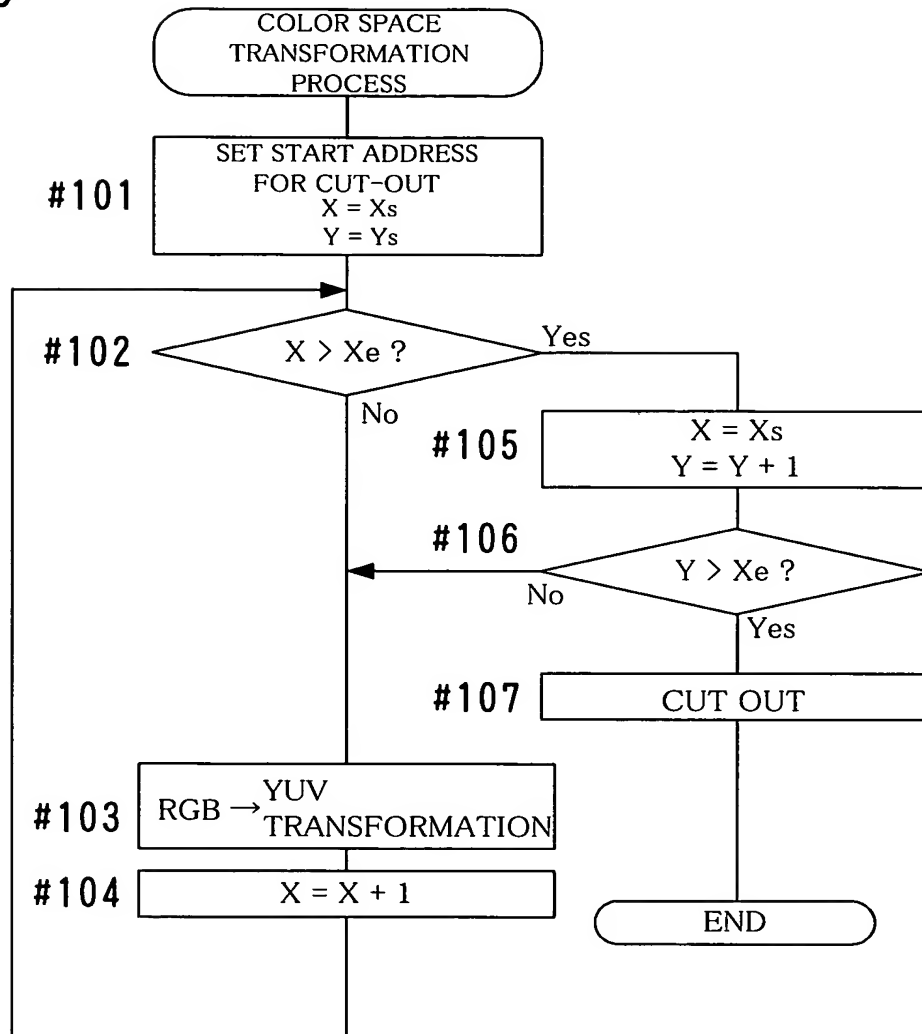 COLOR SPACE
TRANSFORMATION
PROCESS
#101
SET START ADDRESS
FOR CUT-OUT
X = Xs
Y = Ys
#102
X > Xe ?
Yes
No
#105
X = Xs
Y = Y + 1
#106
Y > Xe ?
No
Yes
#107
CUT OUT
#103
RGB → YUV
TRANSFORMATION
#104
X = X + 1
END